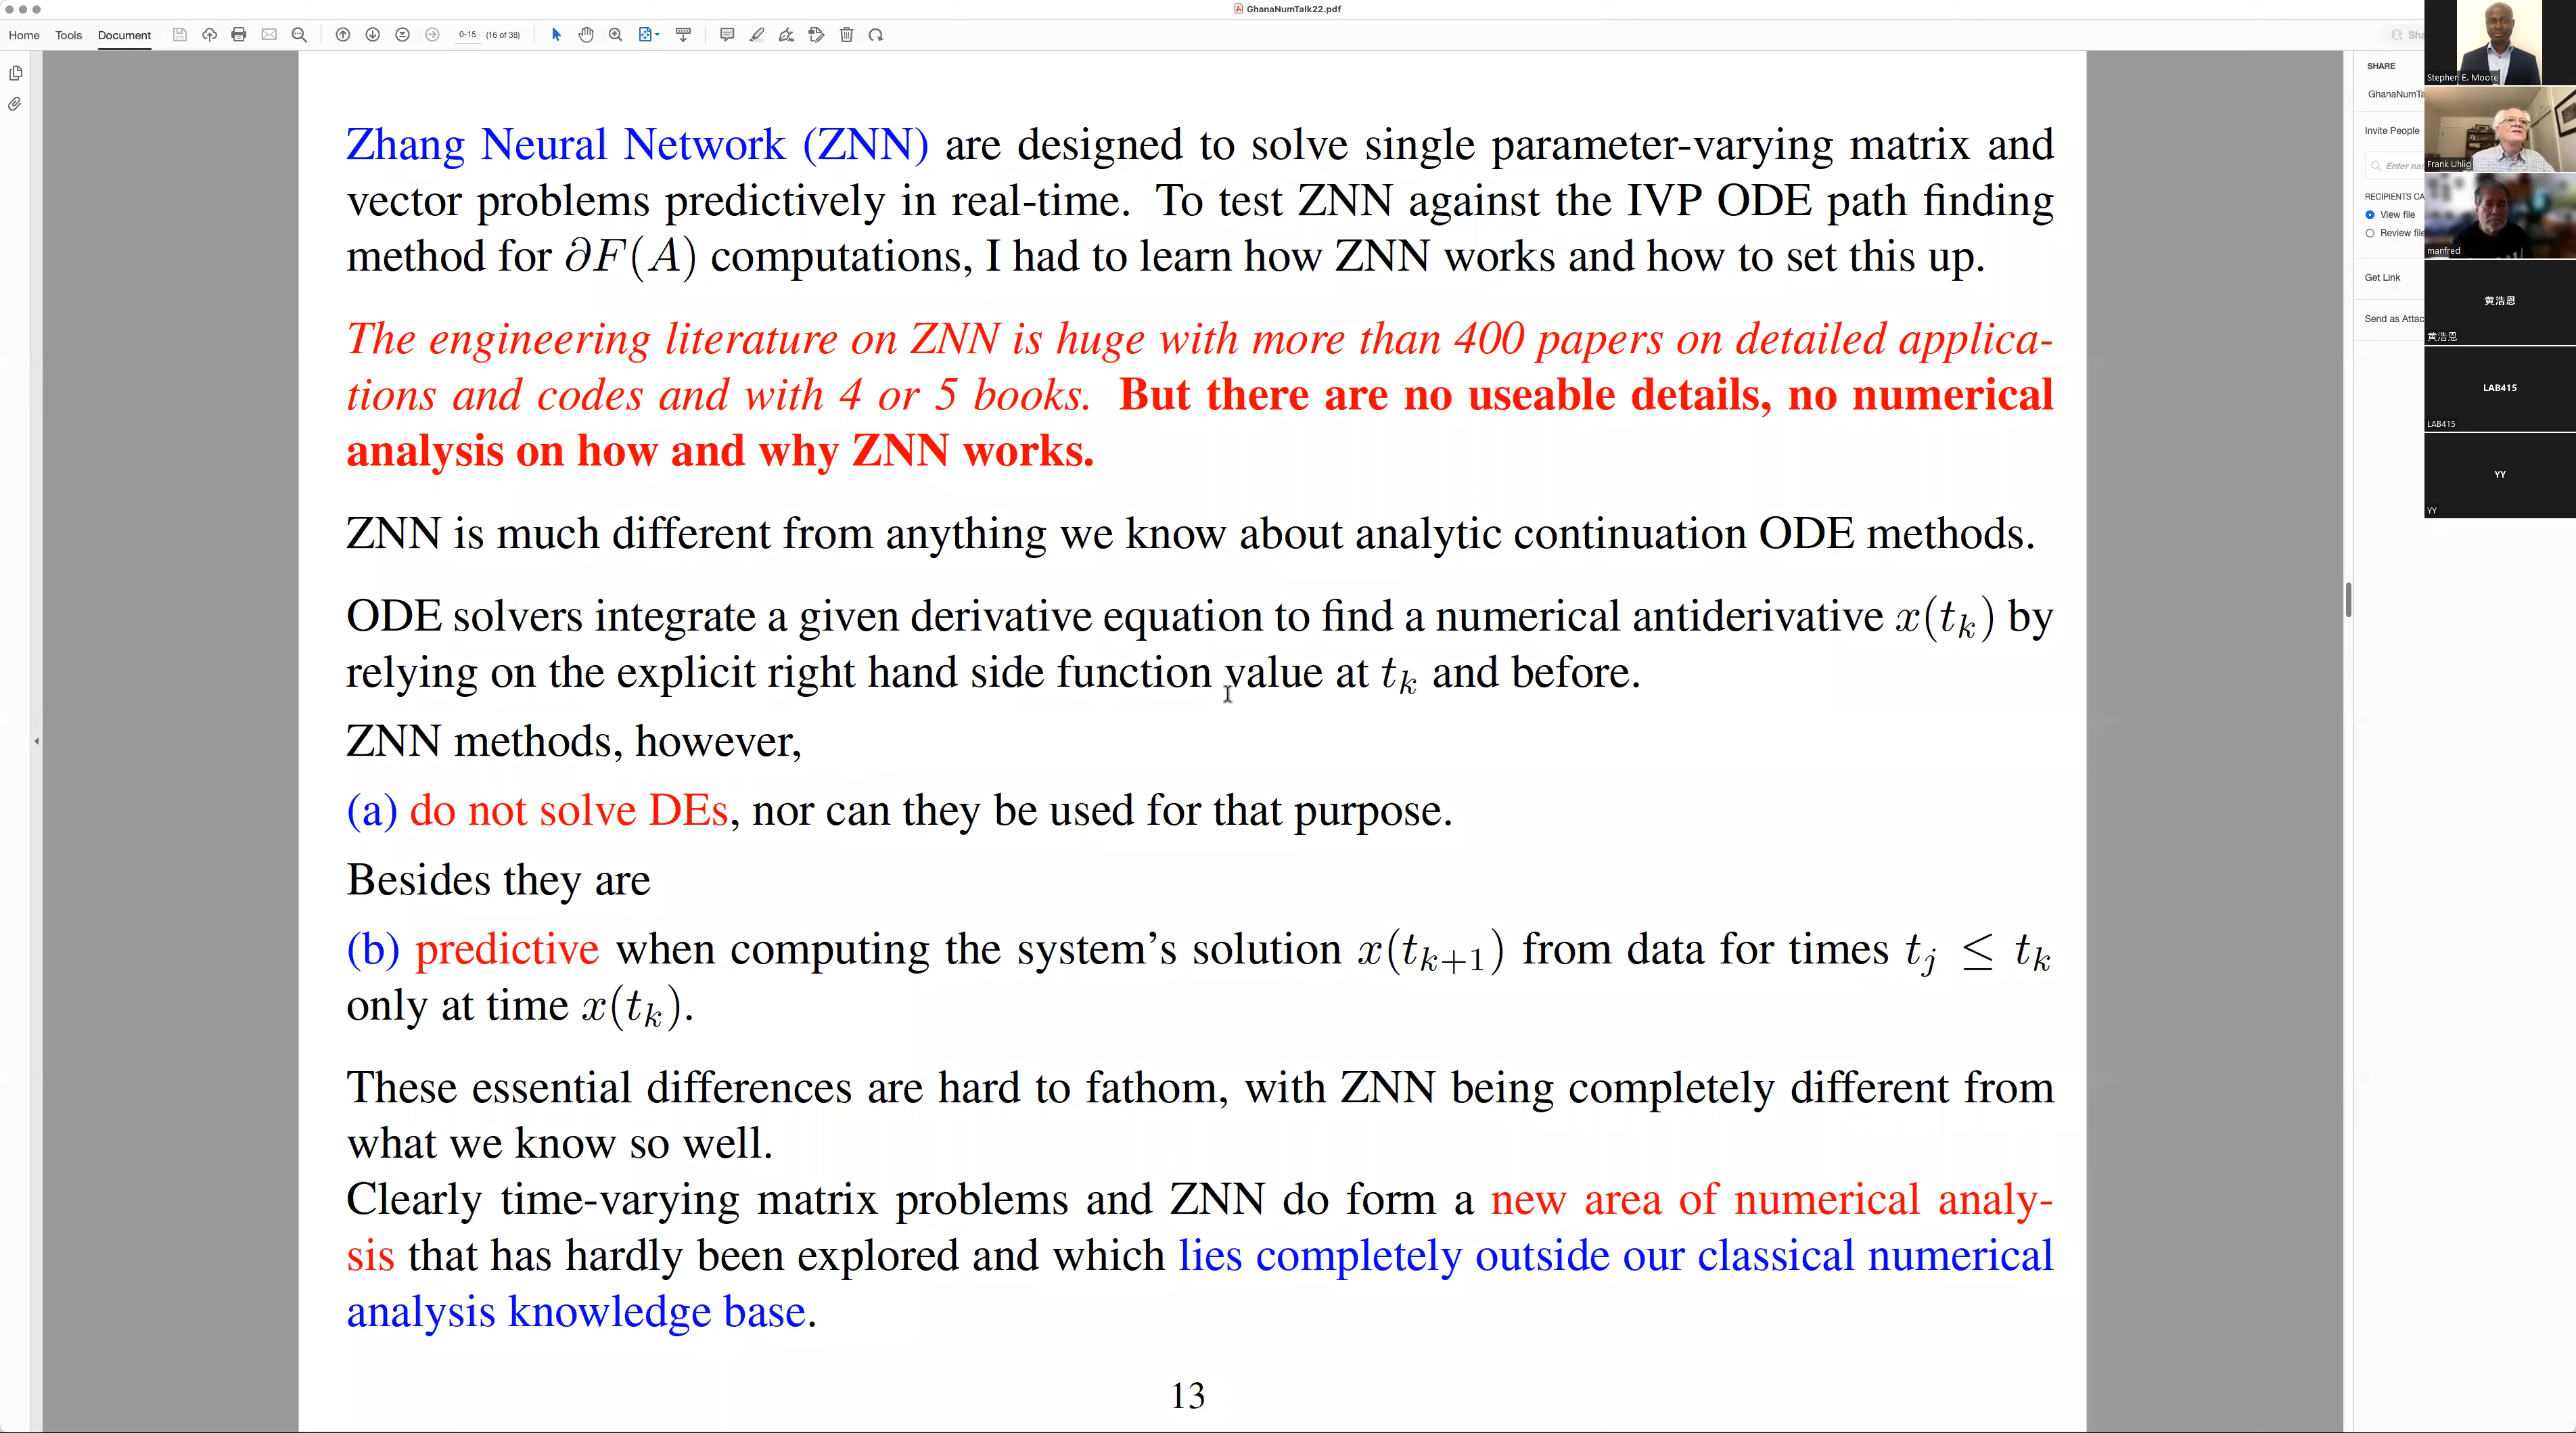 GhanaNumTalk22.pdf
Home Tools Document 0-15 (16 of 38)
Zhang Neural Network (ZNN) are designed to solve single parameter-varying matrix and
vector problems predictively in real-time. To test ZNN against the IVP ODE path finding
method for ∂F(A) computations, I had to learn how ZNN works and how to set this up.
The engineering literature on ZNN is huge with more than 400 papers on detailed applica-
tions and codes and with 4 or 5 books. But there are no useable details, no numerical
analysis on how and why ZNN works.
ZNN is much different from anything we know about analytic continuation ODE methods.
ODE solvers integrate a given derivative equation to find a numerical antiderivative x(t_k) by
relying on the explicit right hand side function value at t_k and before.
ZNN methods, however,
(a) do not solve DEs, nor can they be used for that purpose.
Besides they are
(b) predictive when computing the system's solution x(t_{k+1}) from data for times t_j ≤ t_k
only at time x(t_k).
These essential differences are hard to fathom, with ZNN being completely different from
what we know so well.
Clearly time-varying matrix problems and ZNN do form a new area of numerical analy-
sis that has hardly been explored and which lies completely outside our classical numerical
analysis knowledge base.
13
Sha
SHARE
GhanaNumTa
Invite People
Enter na
RECIPIENTS CA
View file
Review file
Get Link
Send as Attac
Stephen E. Moore
Frank Uhlig
manfred
黄浩恩
黄浩恩
LAB415
LAB415
YY
YY